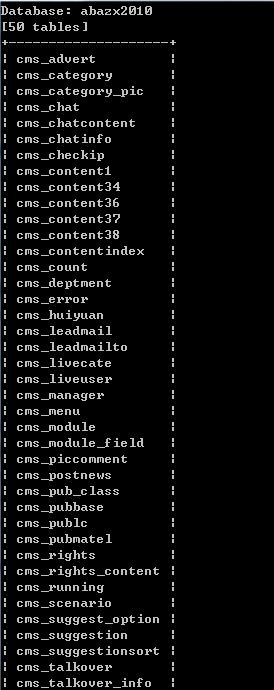 Database: abazx2010
[50 tables]
+--------------------+
¦ cms_advert ¦
¦ cms_category ¦
¦ cms_category_pic ¦
¦ cms_chat ¦
¦ cms_chatcontent ¦
¦ cms_chatinfo ¦
¦ cms_checkip ¦
¦ cms_content1 ¦
¦ cms_content34 ¦
¦ cms_content36 ¦
¦ cms_content37 ¦
¦ cms_content38 ¦
¦ cms_contentindex ¦
¦ cms_count ¦
¦ cms_deptment ¦
¦ cms_error ¦
¦ cms_huiyuan ¦
¦ cms_leadmail ¦
¦ cms_leadmailto ¦
¦ cms_livecate ¦
¦ cms_liveuser ¦
¦ cms_manager ¦
¦ cms_menu ¦
¦ cms_module ¦
¦ cms_module_field ¦
¦ cms_piccomment ¦
¦ cms_postnews ¦
¦ cms_pub_class ¦
¦ cms_pubbase ¦
¦ cms_publc ¦
¦ cms_pubmatel ¦
¦ cms_rights ¦
¦ cms_rights_content ¦
¦ cms_running ¦
¦ cms_scenario ¦
¦ cms_suggest_option ¦
¦ cms_suggestion ¦
¦ cms_suggestionsort ¦
¦ cms_talkover ¦
¦ cms_talkover_info ¦